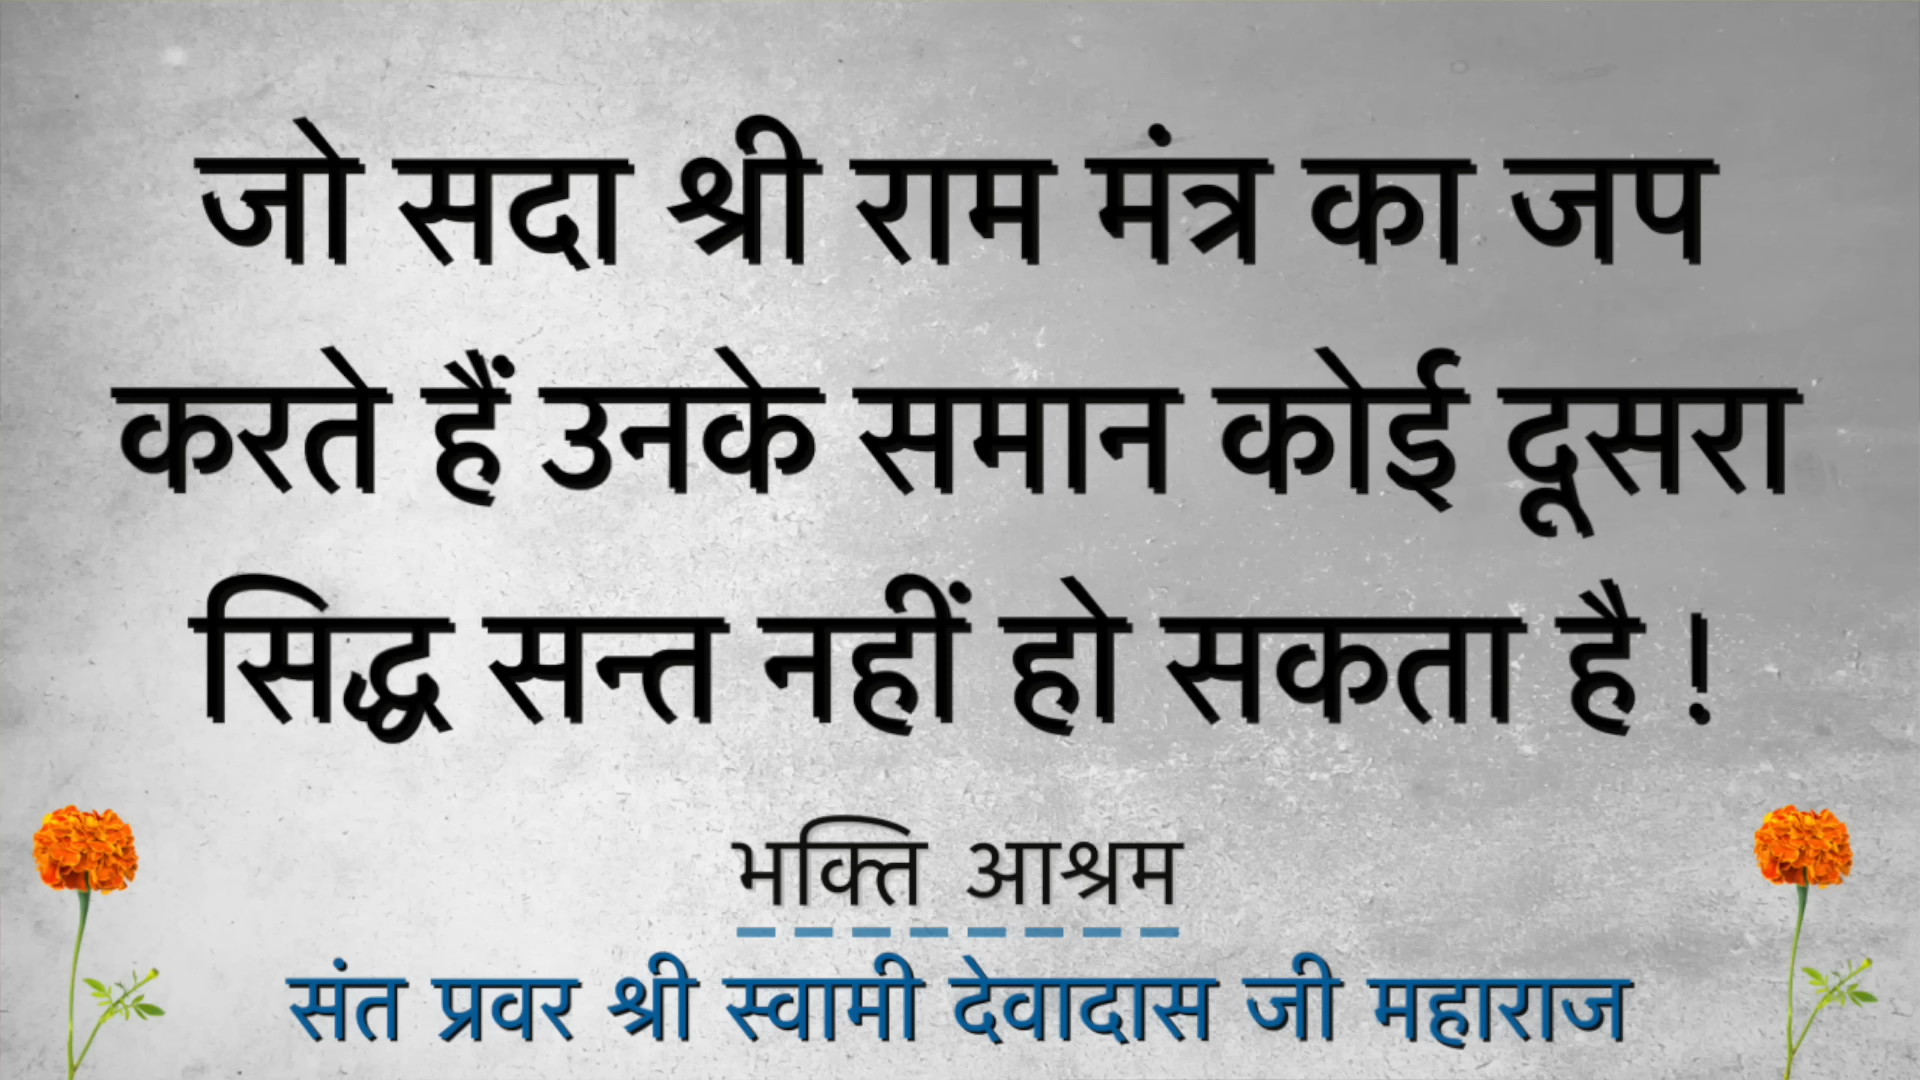 जो सदा श्री राम मंत्र का जप
करते हैं उनके समान कोई दूसरा
सिद्ध सन्त नहीं हो सकता है !
भक्ति आश्रम
संत प्रवर श्री स्वामी देवादास जी महाराज